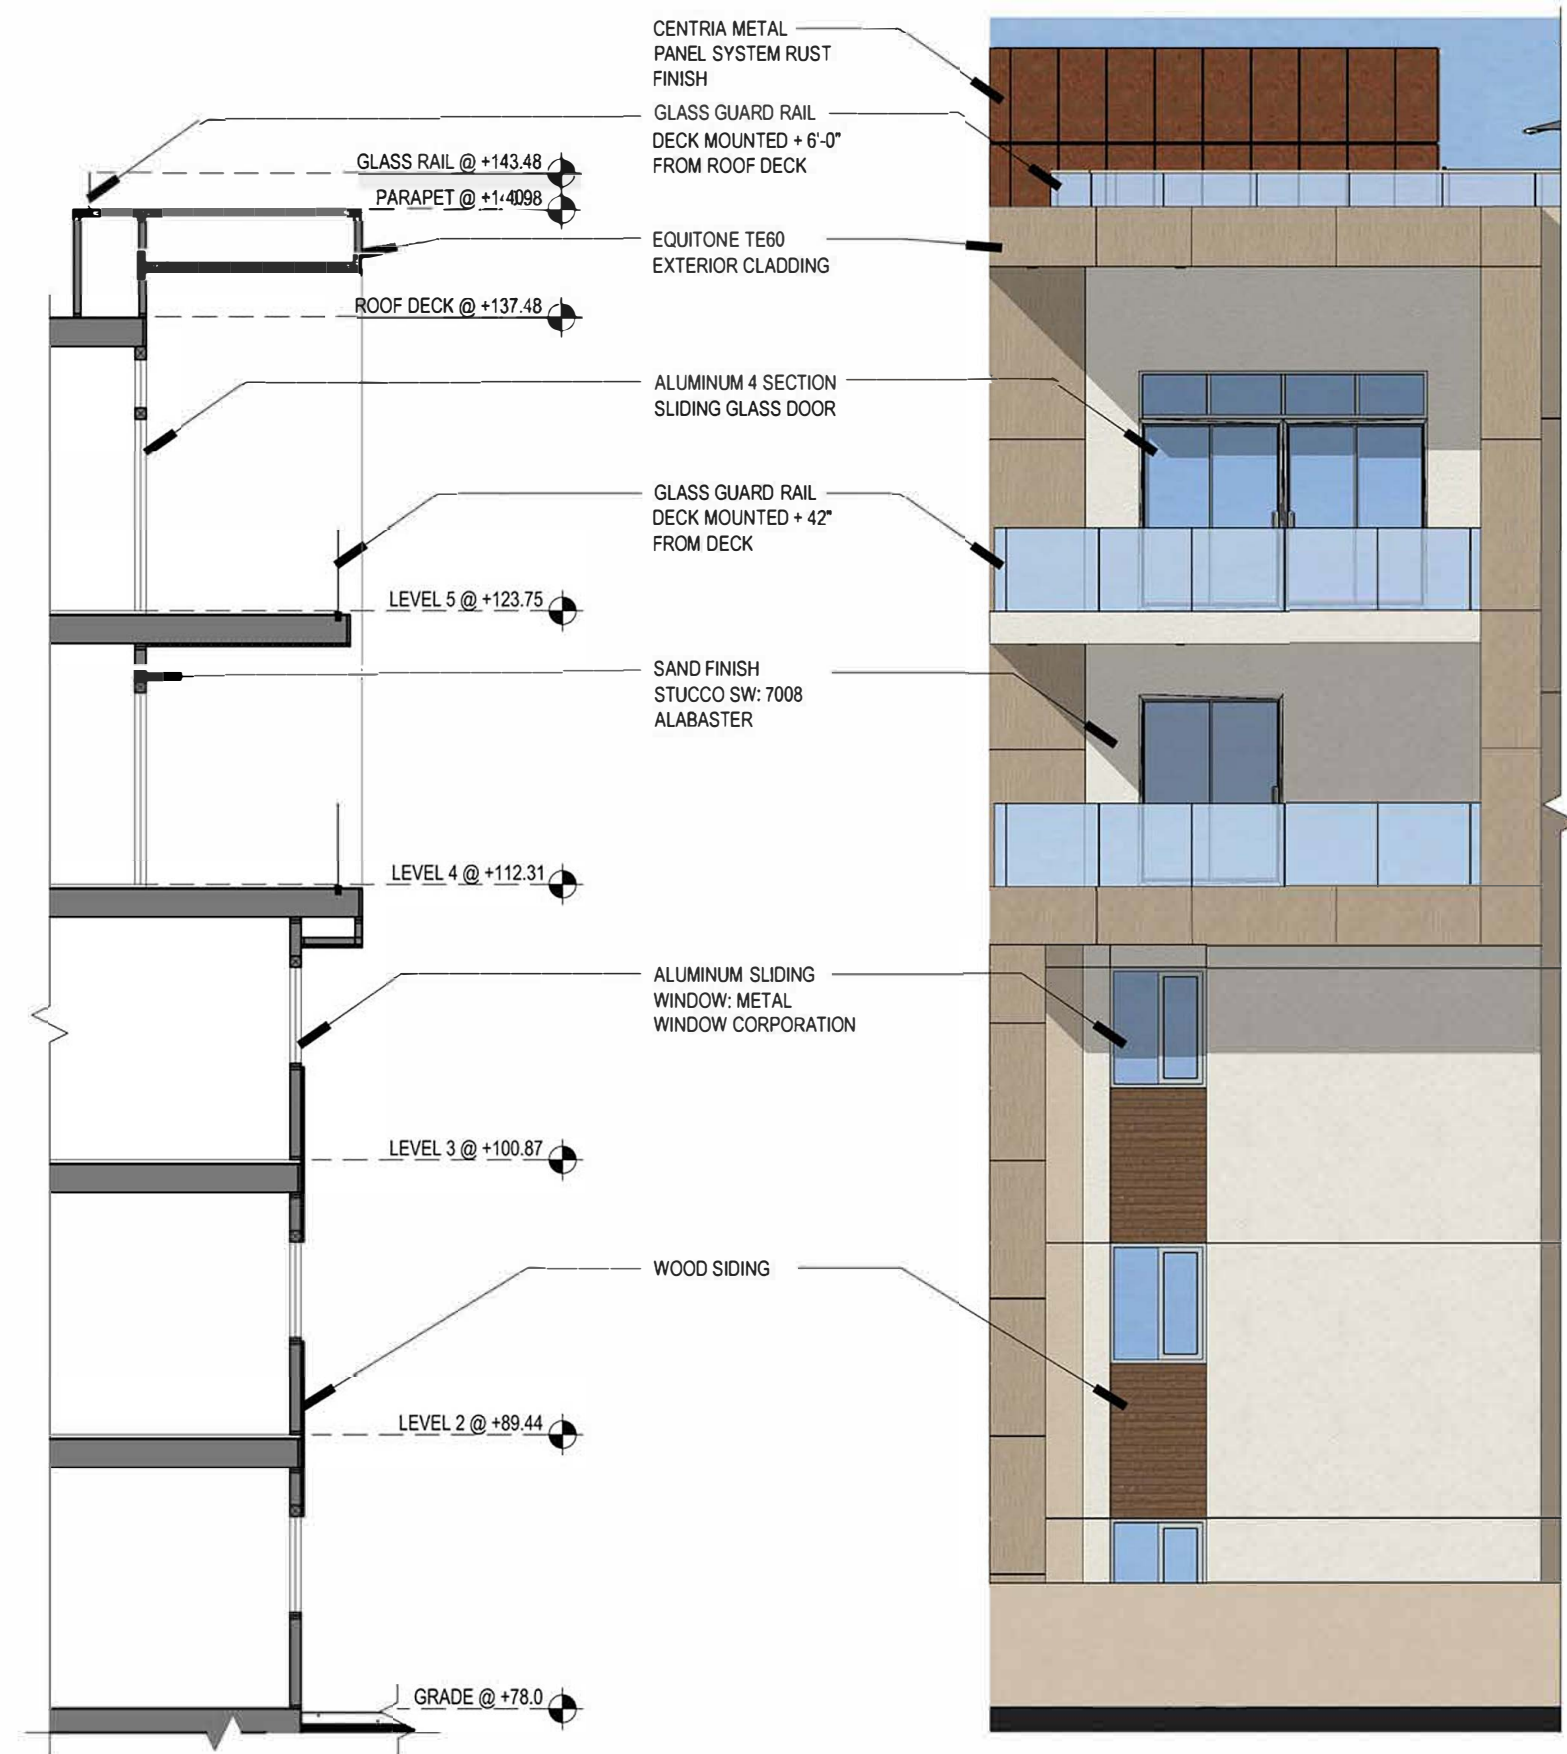 CENTRIA METAL
PANEL SYSTEM RUST
FINISH
GLASS GUARD RAIL
DECK MOUNTED + 6'-0"
FROM ROOF DECK
GLASS RAIL @ +143.48
PARAPET @ +140.98
EQUITONE TE60
EXTERIOR CLADDING
ROOF DECK @ +137.48
ALUMINUM 4 SECTION
SLIDING GLASS DOOR
GLASS GUARD RAIL
DECK MOUNTED + 42"
FROM DECK
LEVEL 5 @ +123.75
SAND FINISH
STUCCO SW: 7008
ALABASTER
LEVEL 4 @ +112.31
ALUMINUM SLIDING
WINDOW: METAL
WINDOW CORPORATION
LEVEL 3 @ +100.87
WOOD SIDING
LEVEL 2 @ +89.44
GRADE @ +78.0